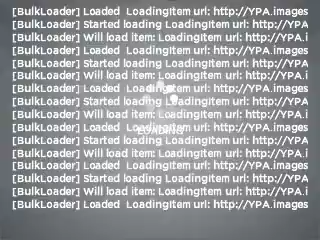 [BulkLoader] Loaded  LoadingItem url: http://YPA.images
[BulkLoader] Started loading LoadingItem url: http://YPA
[BulkLoader] Will load item: LoadingItem url: http://YPA.i
[BulkLoader] Loaded  LoadingItem url: http://YPA.images
[BulkLoader] Started loading LoadingItem url: http://YPA
[BulkLoader] Will load item: LoadingItem url: http://YPA.i
[BulkLoader] Loaded  LoadingItem url: http://YPA.images
[BulkLoader] Started loading LoadingItem url: http://YPA
[BulkLoader] Will load item: LoadingItem url: http://YPA.i
[BulkLoader] Loaded  LoadingItem url: http://YPA.images
LOADING
[BulkLoader] Started loading LoadingItem url: http://YPA
[BulkLoader] Will load item: LoadingItem url: http://YPA.i
[BulkLoader] Loaded  LoadingItem url: http://YPA.images
[BulkLoader] Started loading LoadingItem url: http://YPA
[BulkLoader] Will load item: LoadingItem url: http://YPA.i
[BulkLoader] Loaded  LoadingItem url: http://YPA.images